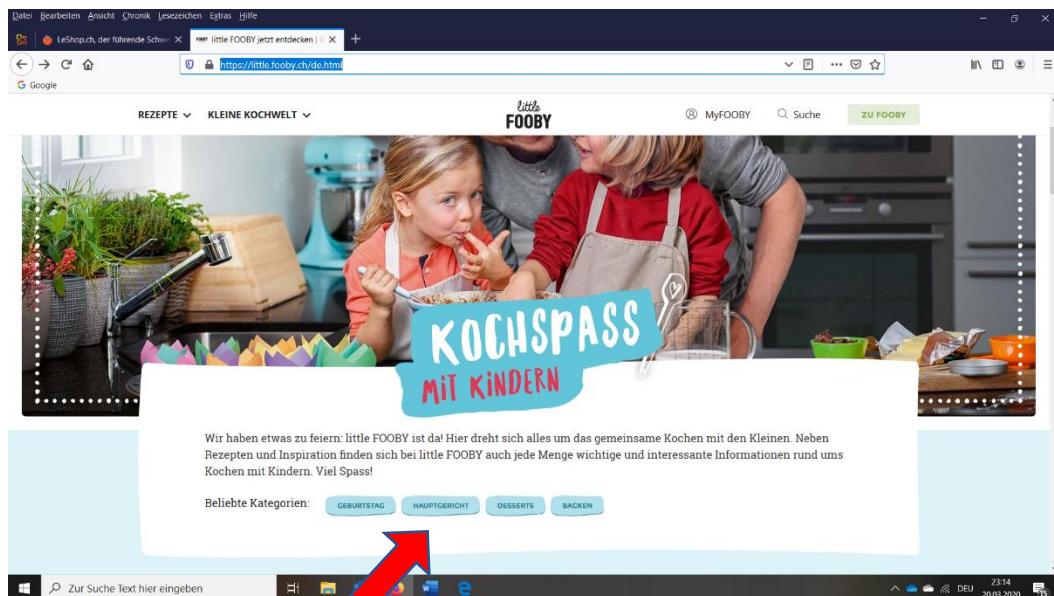 Datei Bearbeiten Ansicht Chronik Lesezeichen Extras Hilfe
LeShop.ch, der führende Schw
little FOOBY jetzt entdecken |
https://little.fooby.ch/de.html
Google
REZEPTE KLEINE KOCHWELT little FOOBY MyFOOBY Suche ZU FOOBY
KOCHSPASS
MIT KINDERN
Wir haben etwas zu feiern: little FOOBY ist da! Hier dreht sich alles um das gemeinsame Kochen mit den Kleinen. Neben
Rezepten und Inspiration finden sich bei little FOOBY auch jede Menge wichtige und interessante Informationen rund ums
Kochen mit Kindern. Viel Spass!
Beliebte Kategorien: GEBURTSTAG HAUPTGERICHT DESSERTS BACKEN
Zur Suche Text hier eingeben
DEU 23:14
20.03.2020